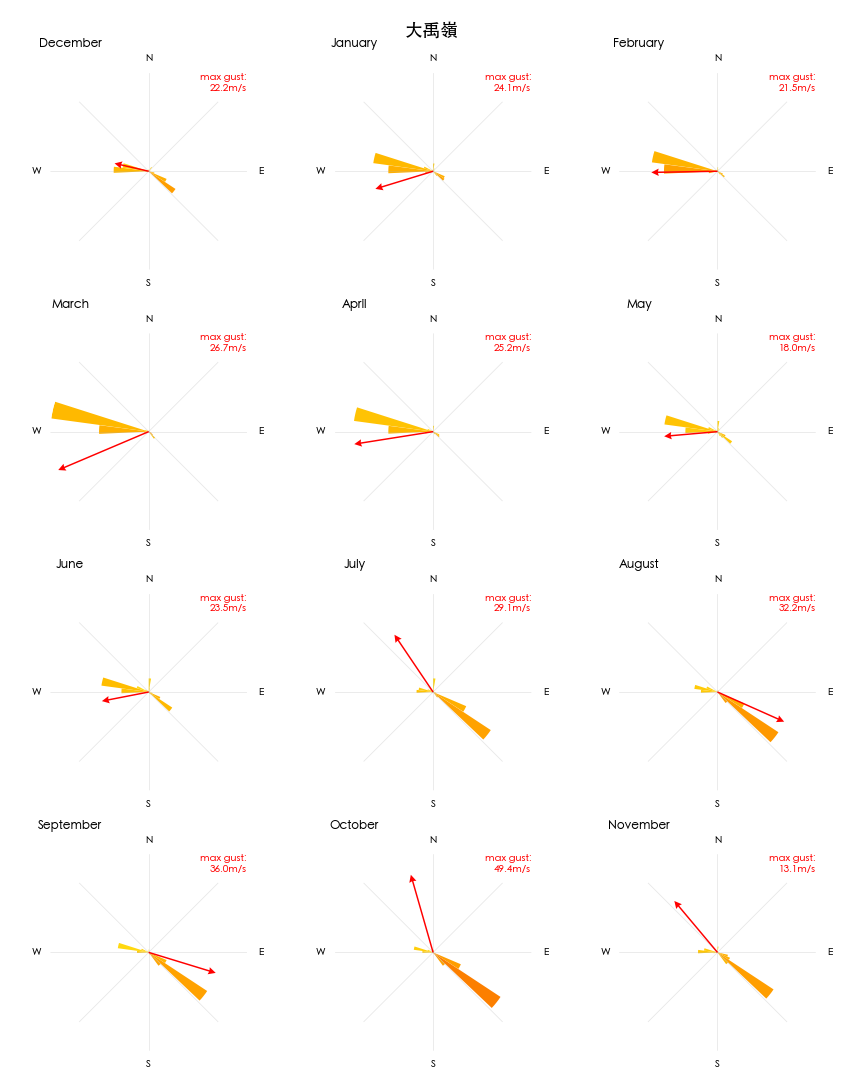 大禹嶺
December
N
max gust:
22.2m/s
W
E
S
January
N
max gust:
24.1m/s
W
E
S
February
N
max gust:
21.5m/s
W
E
S
March
N
max gust:
26.7m/s
W
E
S
April
N
max gust:
25.2m/s
W
E
S
May
N
max gust:
18.0m/s
W
E
S
June
N
max gust:
23.5m/s
W
E
S
July
N
max gust:
29.1m/s
W
E
S
August
N
max gust:
32.2m/s
W
E
S
September
N
max gust:
36.0m/s
W
E
S
October
N
max gust:
49.4m/s
W
E
S
November
N
max gust:
13.1m/s
W
E
S